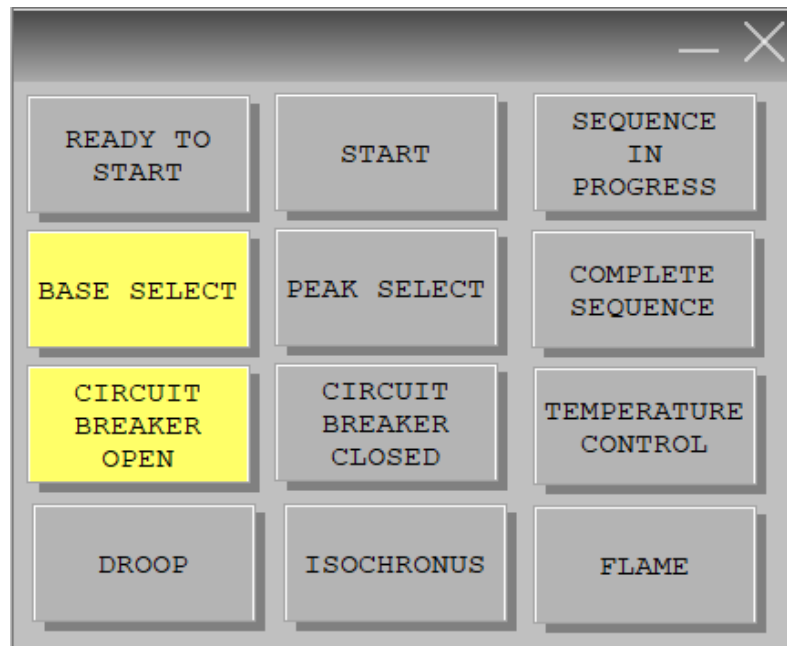 READY TO
START
START
SEQUENCE
IN
PROGRESS
BASE SELECT
PEAK SELECT
COMPLETE
SEQUENCE
CIRCUIT
BREAKER
OPEN
CIRCUIT
BREAKER
CLOSED
TEMPERATURE
CONTROL
DROOP
ISOCHRONUS
FLAME